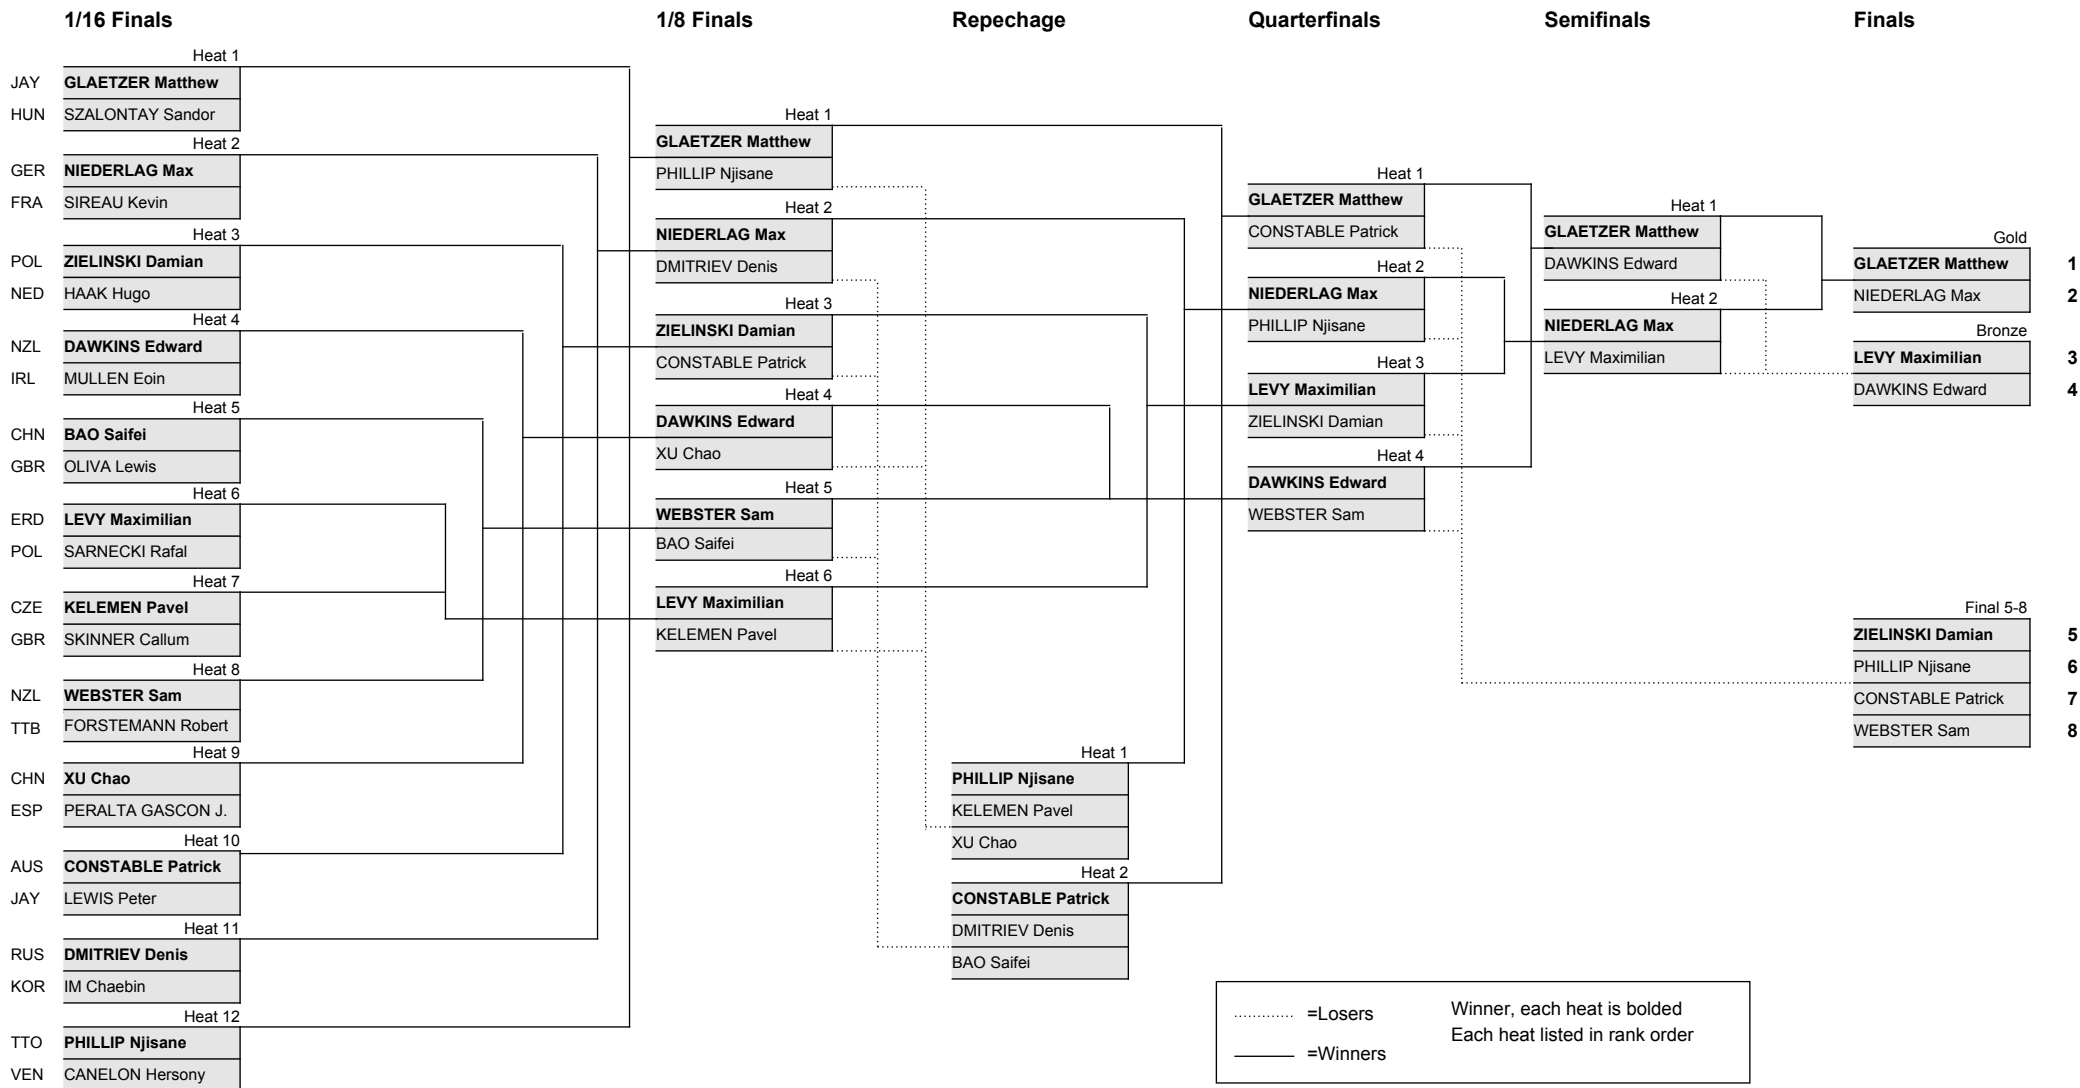 1/16 Finals
1/8 Finals
Repechage
Quarterfinals
Semifinals
Finals
Heat 1
JAY GLAETZER Matthew
HUN SZALONTAY Sandor
Heat 2
GER NIEDERLAG Max
FRA SIREAU Kevin
Heat 3
POL ZIELINSKI Damian
NED HAAK Hugo
Heat 4
NZL DAWKINS Edward
IRL MULLEN Eoin
Heat 5
CHN BAO Saifei
GBR OLIVA Lewis
Heat 6
ERD LEVY Maximilian
POL SARNECKI Rafal
Heat 7
CZE KELEMEN Pavel
GBR SKINNER Callum
Heat 8
NZL WEBSTER Sam
TTB FORSTEMANN Robert
Heat 9
CHN XU Chao
ESP PERALTA GASCON J.
Heat 10
AUS CONSTABLE Patrick
JAY LEWIS Peter
Heat 11
RUS DMITRIEV Denis
KOR IM Chaebin
Heat 12
TTO PHILLIP Njisane
VEN CANELON Hersony
Heat 1
GLAETZER Matthew
PHILLIP Njisane
Heat 2
NIEDERLAG Max
DMITRIEV Denis
Heat 3
ZIELINSKI Damian
CONSTABLE Patrick
Heat 4
DAWKINS Edward
XU Chao
Heat 5
WEBSTER Sam
BAO Saifei
Heat 6
LEVY Maximilian
KELEMEN Pavel
Heat 1
PHILLIP Njisane
KELEMEN Pavel
XU Chao
Heat 2
CONSTABLE Patrick
DMITRIEV Denis
BAO Saifei
Heat 1
GLAETZER Matthew
CONSTABLE Patrick
Heat 2
NIEDERLAG Max
PHILLIP Njisane
Heat 3
LEVY Maximilian
ZIELINSKI Damian
Heat 4
DAWKINS Edward
WEBSTER Sam
Heat 1
GLAETZER Matthew
DAWKINS Edward
Heat 2
NIEDERLAG Max
LEVY Maximilian
Gold
GLAETZER Matthew 1
NIEDERLAG Max 2
Bronze
LEVY Maximilian 3
DAWKINS Edward 4
Final 5-8
ZIELINSKI Damian 5
PHILLIP Njisane 6
CONSTABLE Patrick 7
WEBSTER Sam 8
=Losers
=Winners
Winner, each heat is bolded
Each heat listed in rank order